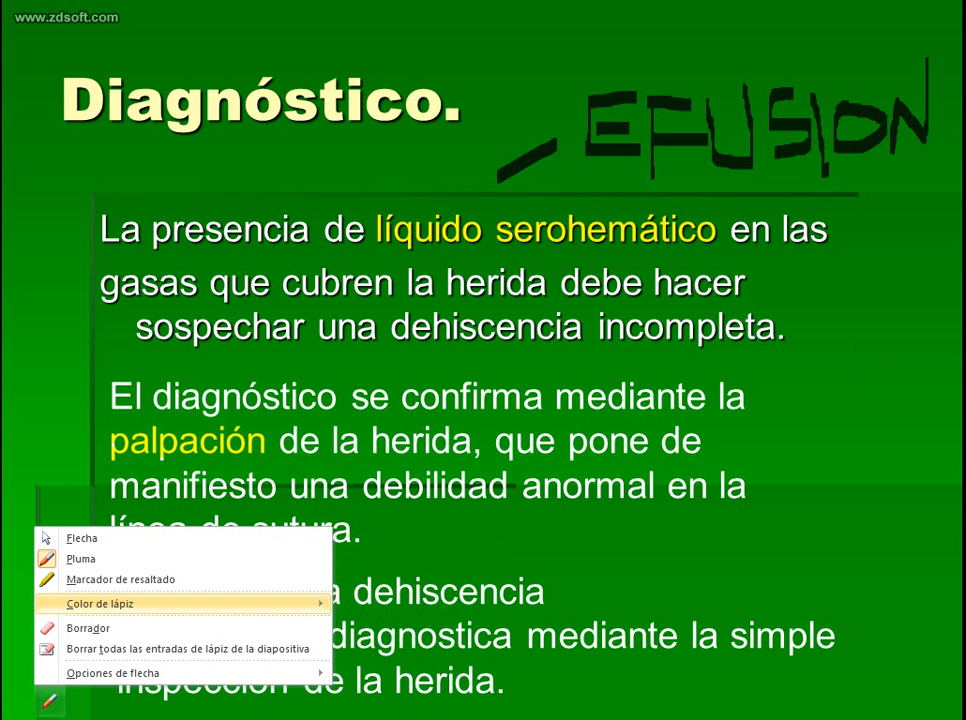 www.zdsoft.com
Diagnóstico.
EFUSION
La presencia de líquido serohemático en las
gasas que cubren la herida debe hacer
sospechar una dehiscencia incompleta.
El diagnóstico se confirma mediante la
palpación de la herida, que pone de
manifiesto una debilidad anormal en la
línea de sutura.
dehiscencia
diagnostica mediante la simple
inspección de la herida.
Flecha
Pluma
Marcador de resaltado
Color de lápiz
Borrador
Borrar todas las entradas de lápiz de la diapositiva
Opciones de flecha